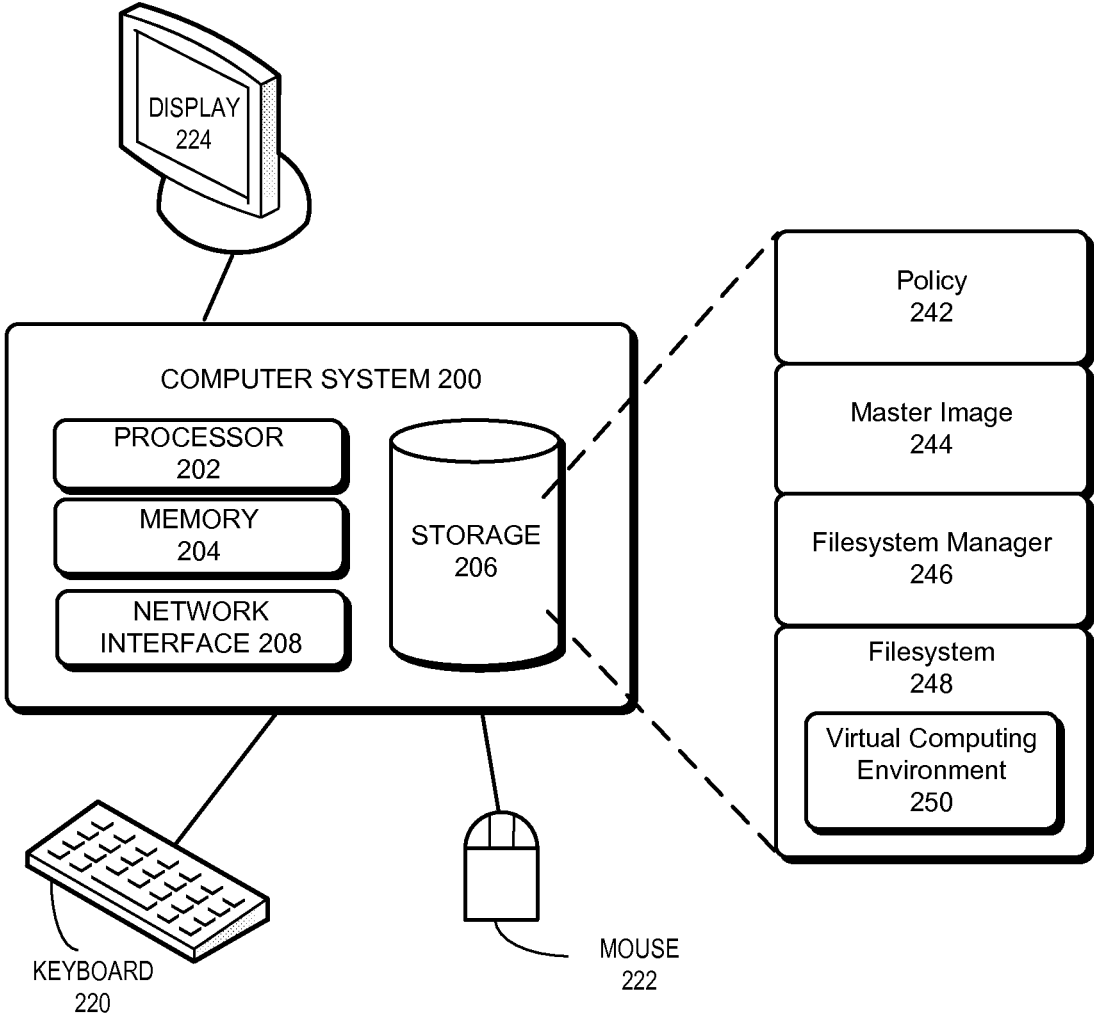 DISPLAY
224
COMPUTER SYSTEM 200
PROCESSOR
202
MEMORY
204
NETWORK
INTERFACE 208
STORAGE
206
Policy
242
Master Image
244
Filesystem Manager
246
Filesystem
248
Virtual Computing
Environment
250
KEYBOARD
220
MOUSE
222